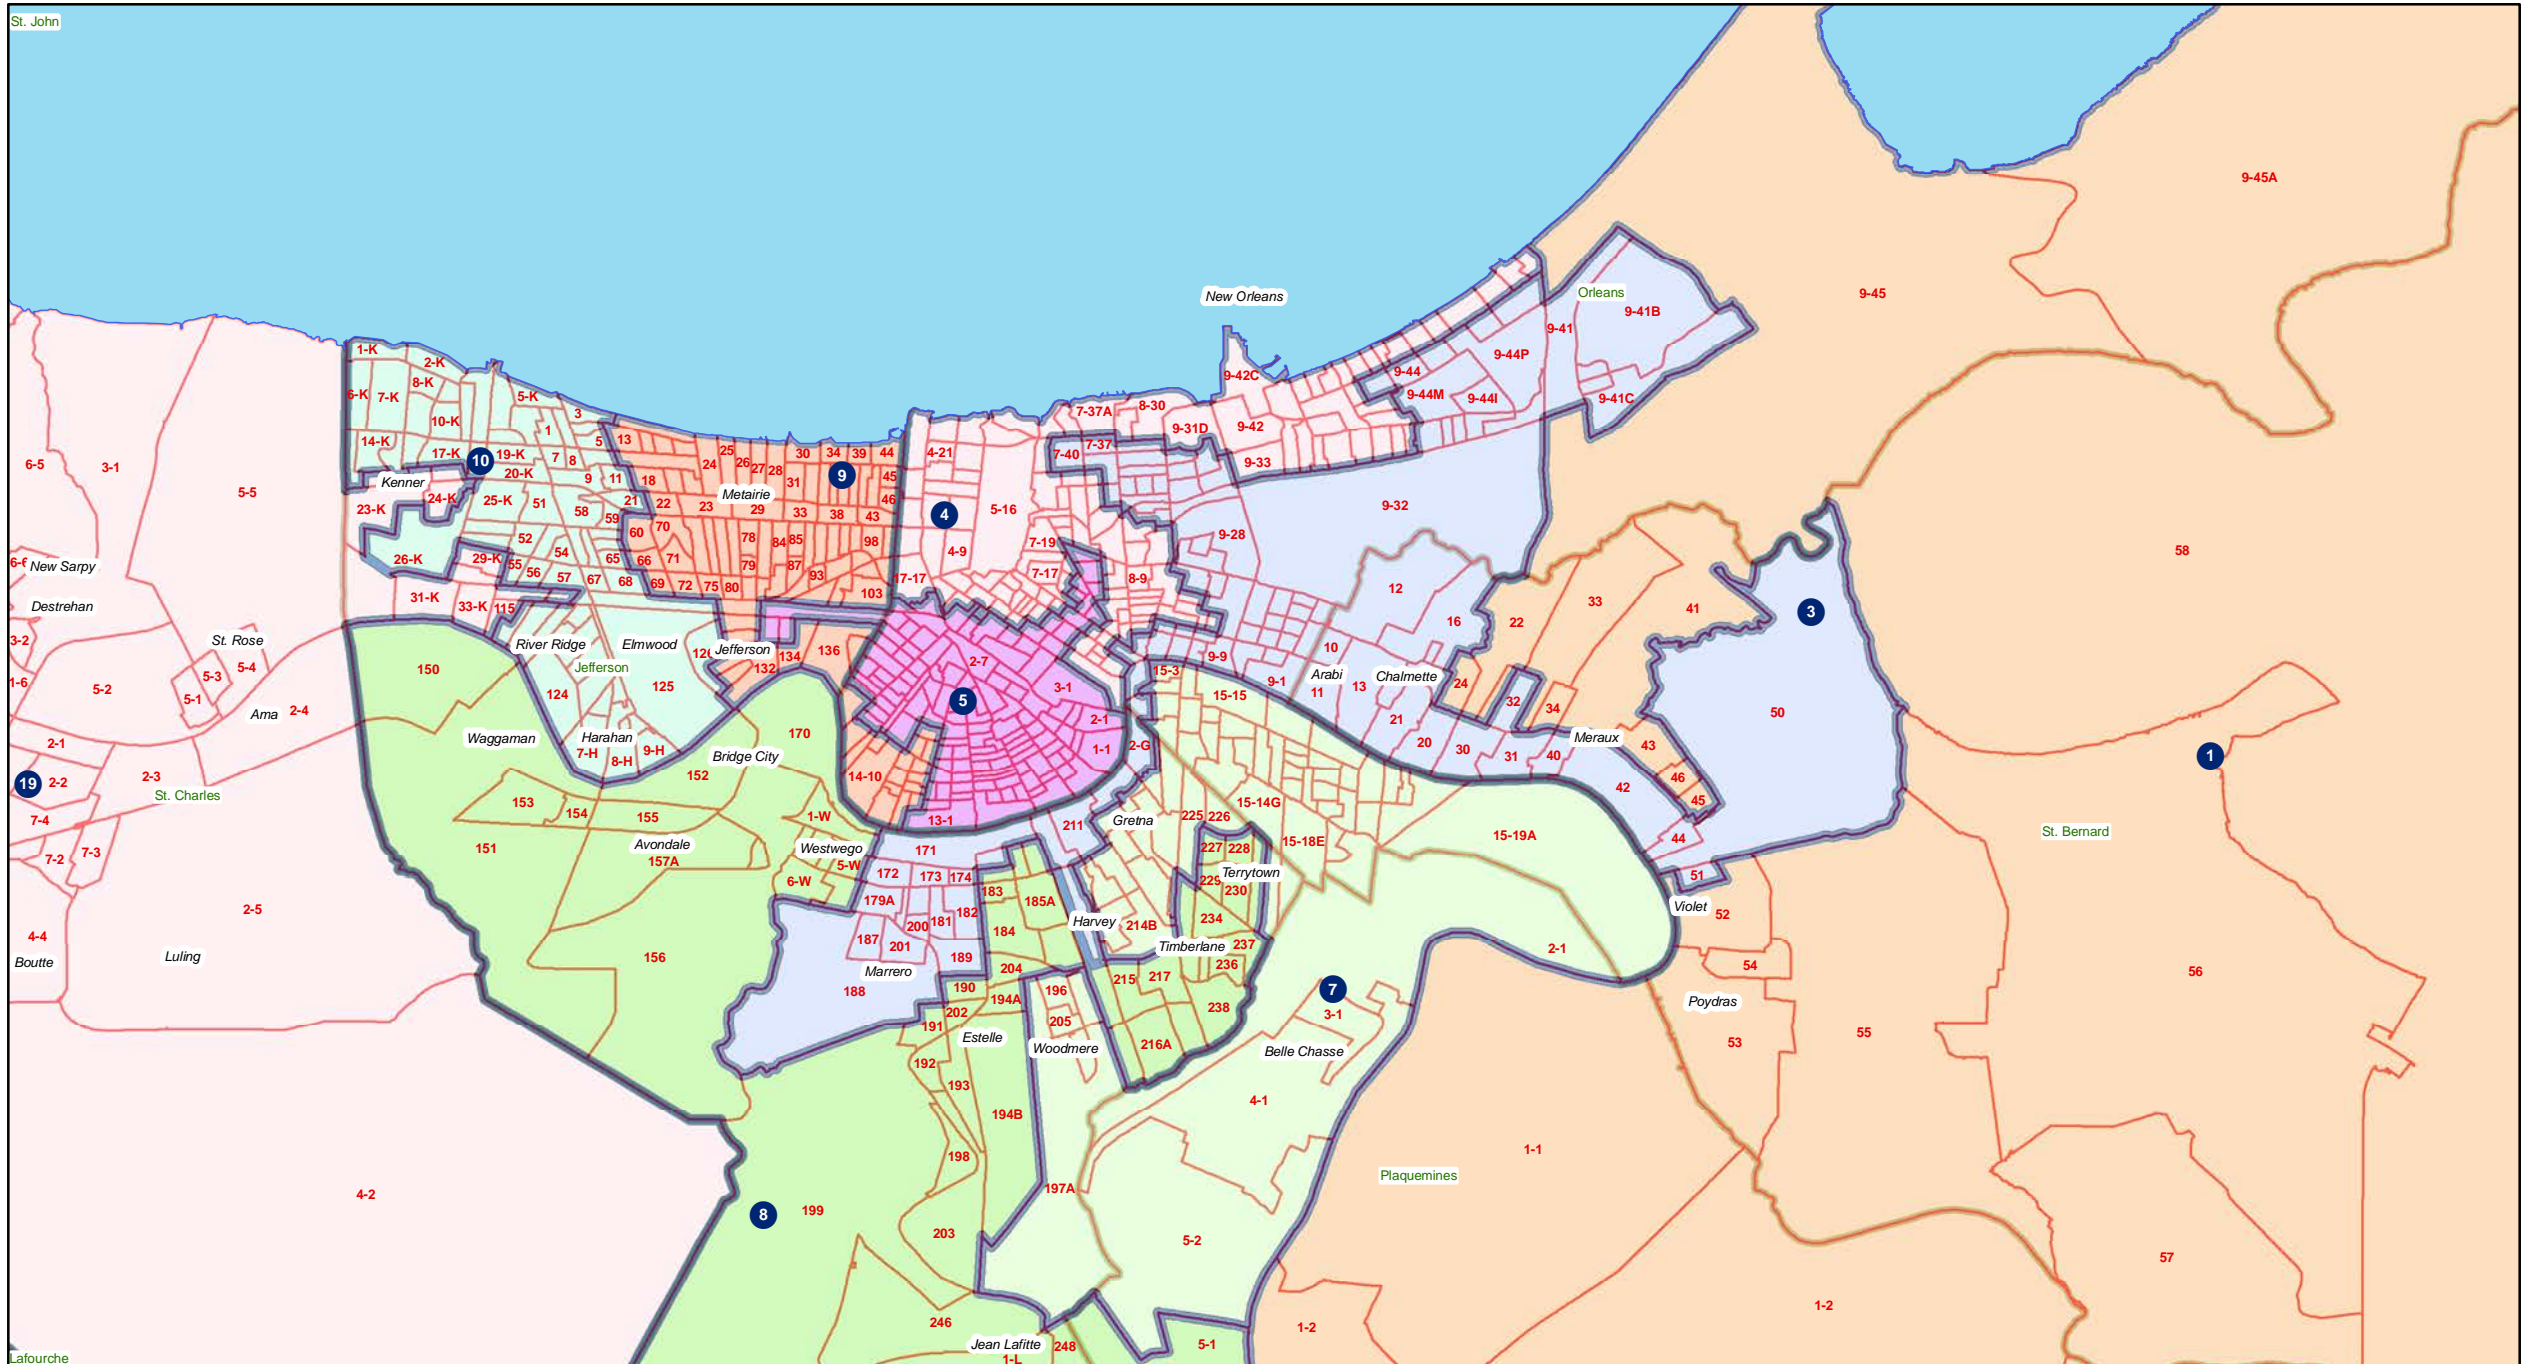 St. John
9-45A
New Orleans
Orleans
9-45
9-41B
9-41
9-44P
9-44
9-44M
9-44I
9-41C
9-42C
1-K
2-K
8-K
6-K
7-K
5-K
3
10-K
1
14-K
5
13
17-K
10
19-K
7
8
20-K
9
11
Kenner
24-K
25-K
51
58
21
23-K
59
52
54
26-K
29-K
55
56
57
65
67
68
31-K
33-K
115
25
26
27
28
30
34
39
44
24
9
31
45
18
Metairie
46
22
23
29
33
38
43
60
70
78
84
85
98
66
71
79
87
93
69
72
75
80
103
7-37A
8-30
9-31D
9-42
4-21
7-37
7-40
9-33
4
5-16
9-32
9-28
4-9
7-19
7-17
8-9
17-17
6-5
3-1
5-5
New Sarpy
Destrehan
3-2
St. Rose
5-4
5-3
5-1
1-6
5-2
Ama
2-4
2-1
19
2-2
2-3
St. Charles
7-4
7-2
7-3
2-5
4-4
Boutte
Luling
4-2
Lafourche
150
River Ridge
Elmwood
Jefferson
Jefferson
124
125
134
132
136
Waggaman
Harahan
7-H
8-H
9-H
Bridge City
170
152
153
154
155
151
Avondale
157A
1-W
Westwego
5-W
6-W
156
2-7
5
3-1
2-1
1-1
2-G
14-10
13-1
15-3
9-9
9-1
15-15
12
16
10
Arabi
11
13
Chalmette
21
20
30
31
40
22
33
41
24
32
34
Meraux
43
46
45
42
44
51
3
50
58
1
St. Bernard
171
211
Gretna
225
226
15-14G
15-18E
15-19A
172
173
174
179A
182
181
200
187
201
189
Marrero
188
183
185A
184
204
190
194A
202
191
Estelle
192
193
194B
Harvey
214B
227
228
Terrytown
229
230
234
Timberlane
237
236
215
217
238
216A
196
205
Woodmere
7
3-1
Belle Chasse
2-1
4-1
Violet
52
54
Poydras
53
55
56
57
198
197A
8
199
203
5-2
1-1
Plaquemines
246
Jean Lafitte
1-L
248
5-1
1-2
1-2